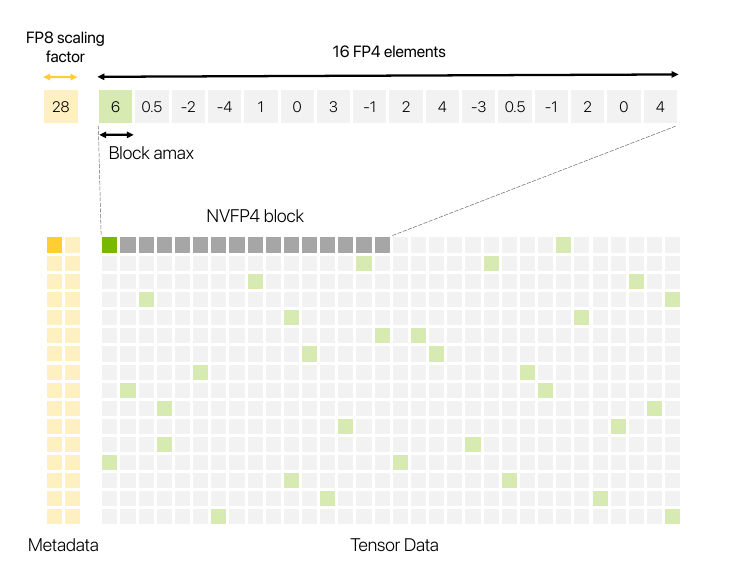 FP8 scaling
factor
16 FP4 elements
28 6 0.5 -2 -4 1 0 3 -1 2 4 -3 0.5 -1 2 0 4
Block amax
NVFP4 block
Metadata
Tensor Data